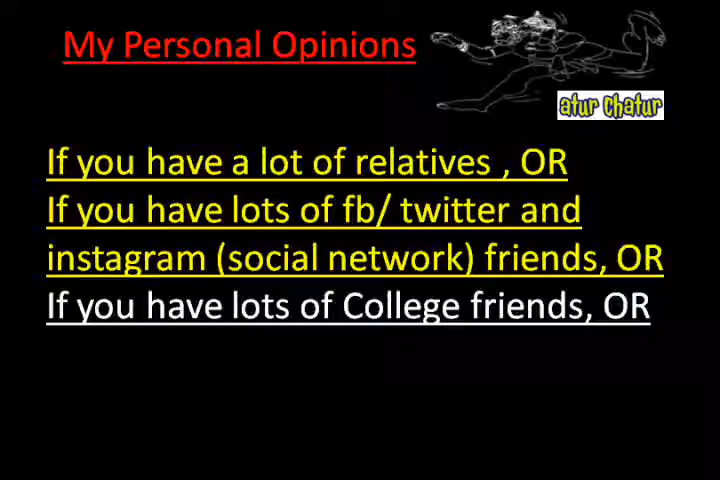 My Personal Opinions
atur chatur
If you have a lot of relatives , OR
If you have lots of fb/ twitter and
instagram (social network) friends, OR
If you have lots of College friends, OR